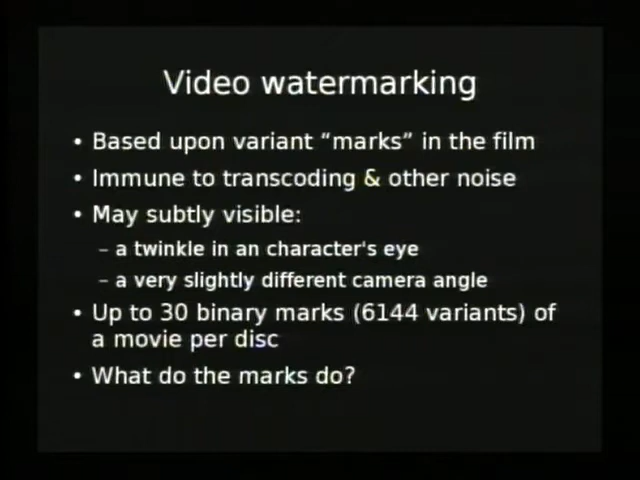 Video watermarking
• Based upon variant “marks” in the film
• Immune to transcoding & other noise
• May subtly visible:
– a twinkle in an character's eye
– a very slightly different camera angle
• Up to 30 binary marks (6144 variants) of
a movie per disc
• What do the marks do?